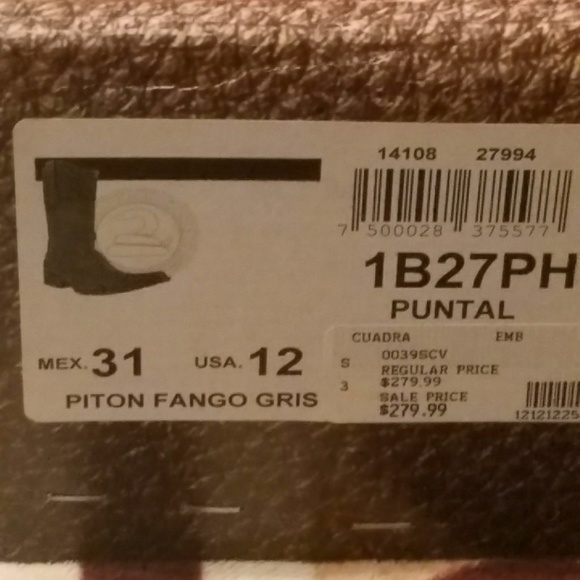 14108 27994
7 500028 375577
1B27PH
PUNTAL
MEX. 31 USA. 12
PITON FANGO GRIS
CUADRA EMB
S 0039SCV
REGULAR PRICE
3 $279.99
SALE PRICE
$279.99
12121225